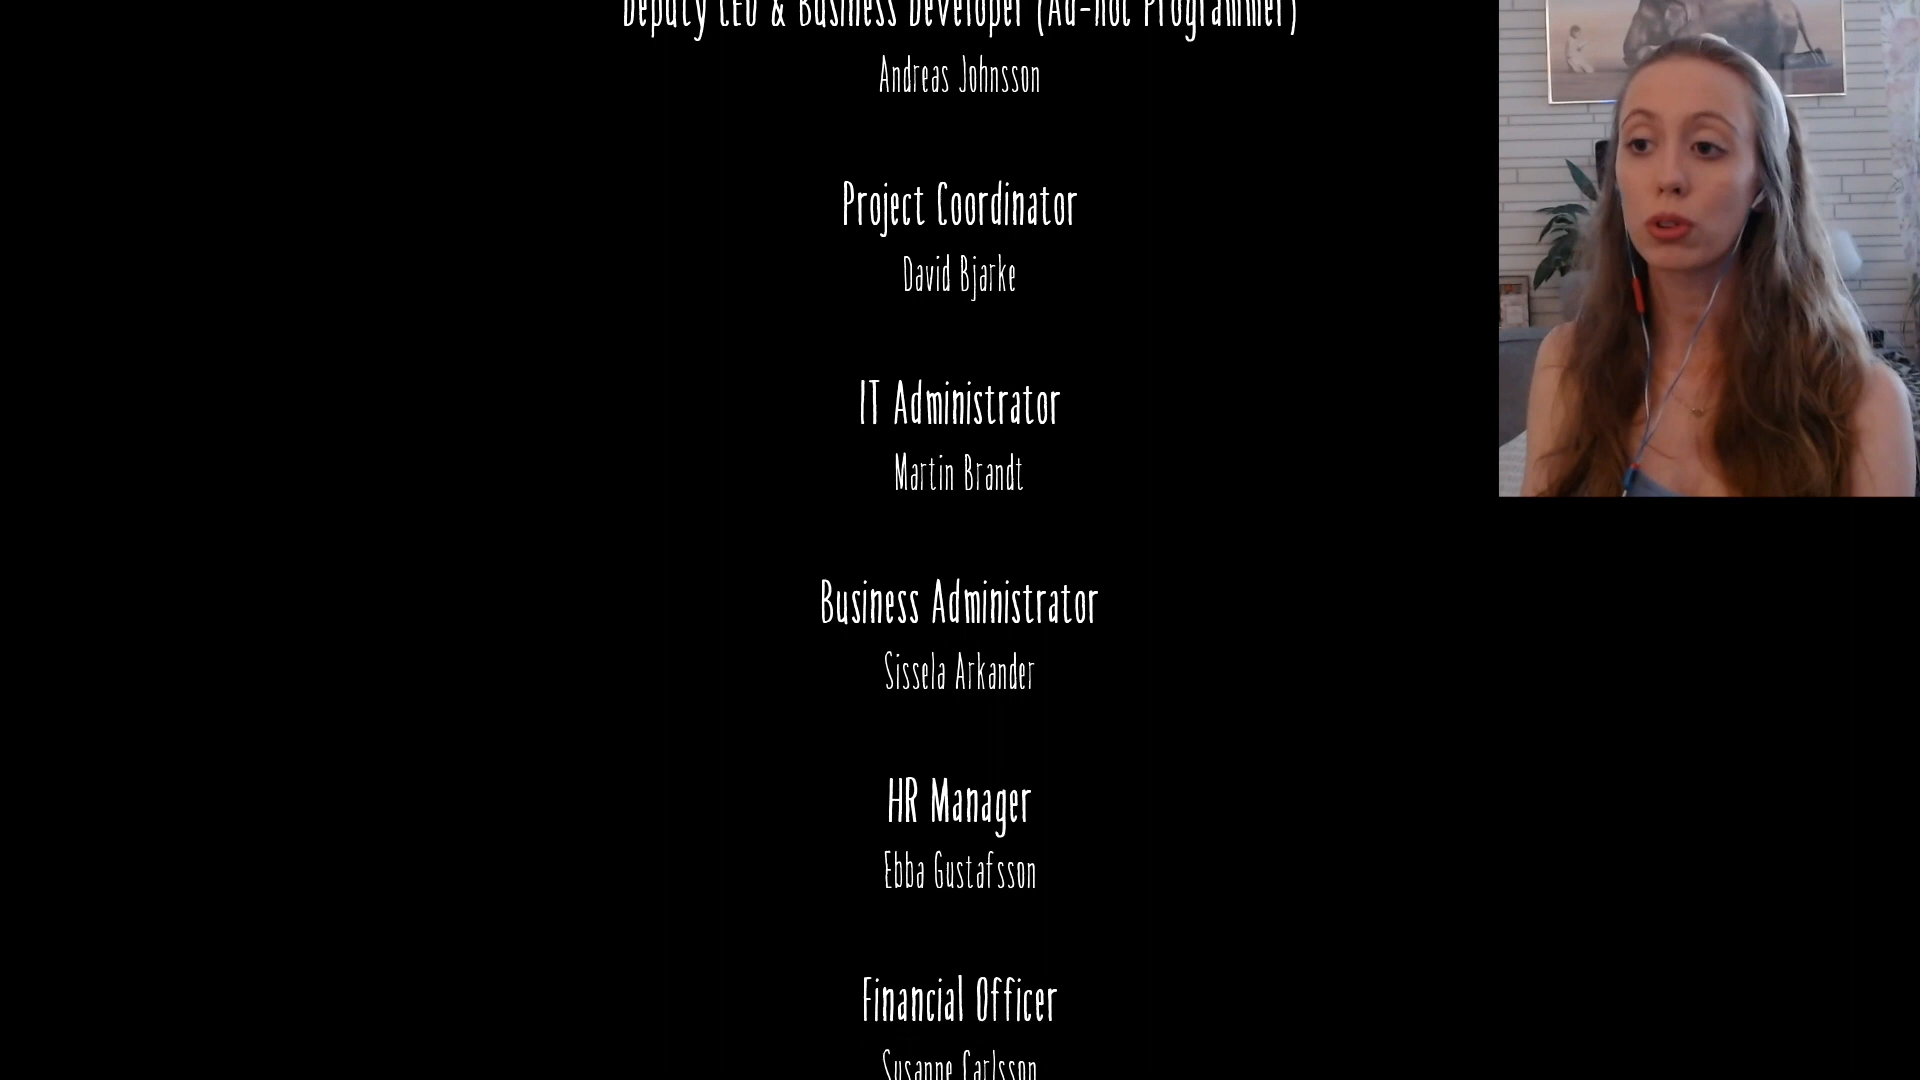 Deputy CEO & Business Developer (Ad-hoc Programmer)
Andreas Johnsson
Project Coordinator
David Bjarke
IT Administrator
Martin Brandt
Business Administrator
Sissela Arkander
HR Manager
Ebba Gustafsson
Financial Officer
Susanne Carlsson